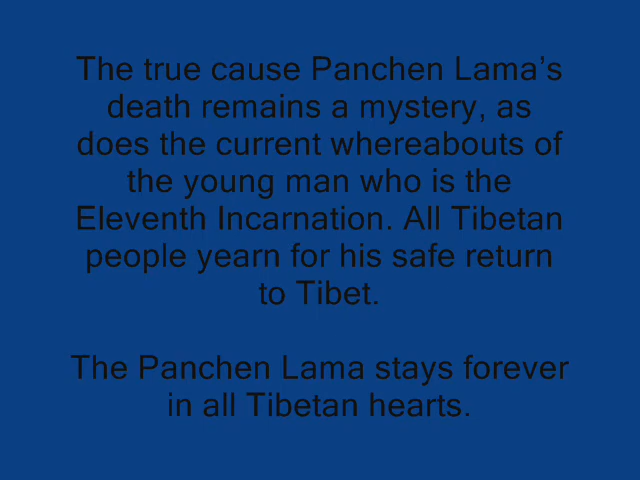 The true cause Panchen Lama’s
death remains a mystery, as
does the current whereabouts of
the young man who is the
Eleventh Incarnation. All Tibetan
people yearn for his safe return
to Tibet.
The Panchen Lama stays forever
in all Tibetan hearts.